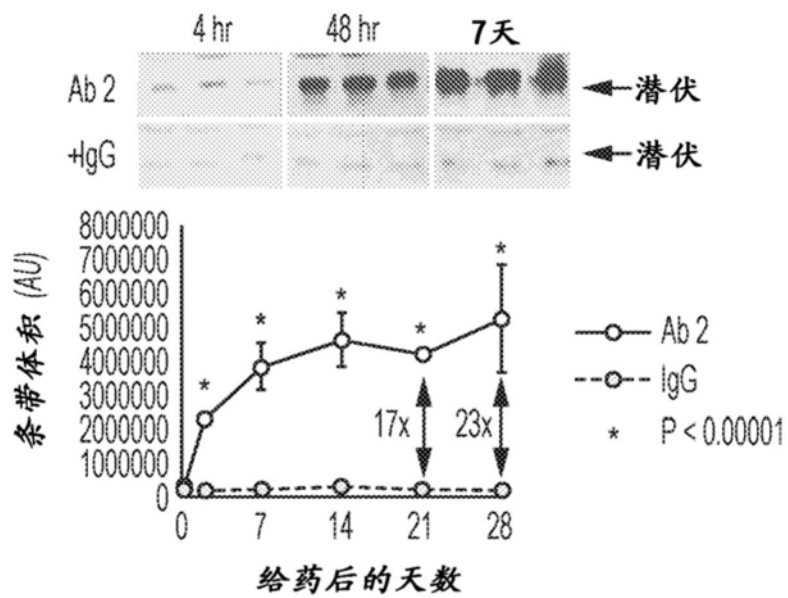 4 hr 48 hr 7天
Ab 2 潜伏
+IgG 潜伏
条带体积 (AU)
8000000
7000000
6000000
5000000
4000000
3000000
2000000
1000000
0
* * * * *
17x 23x
Ab 2
IgG
* P < 0.00001
0 7 14 21 28
给药后的天数